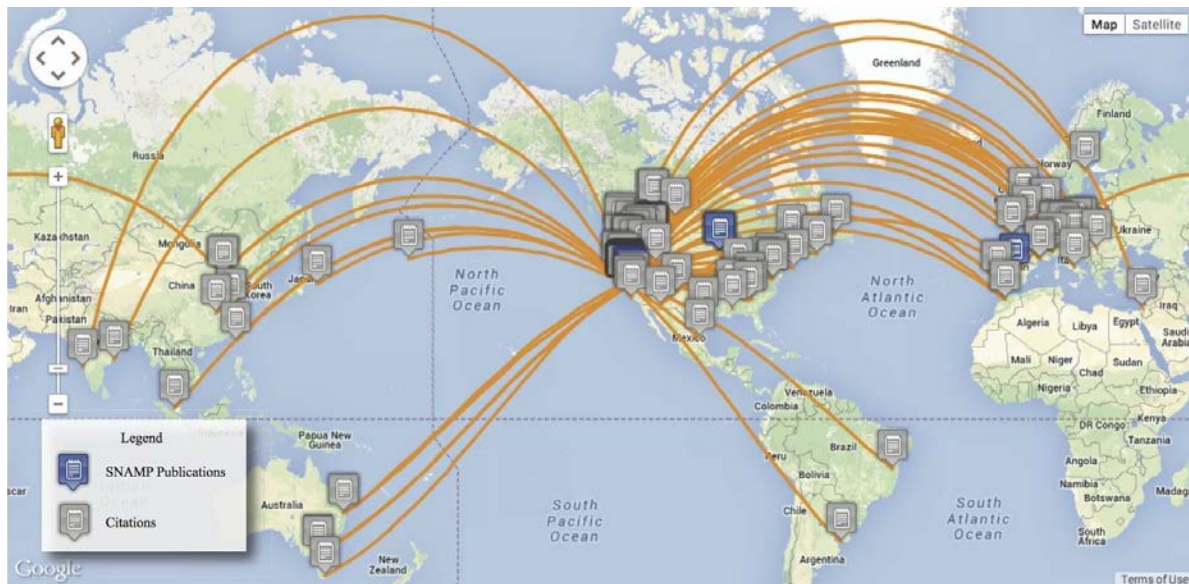 Map
Satellite
Greenland
Finland
Russia
Norway
Kazakhstan
Mongolia
Ukraine
China
South
Korea
Afghanistan
Pakistan
Iran
Iraq
Saudi
Arabia
Thailand
North
Pacific
Ocean
North
Atlantic
Ocean
Mexico
Algeria
Libya
Egypt
Mali
Niger
Chad
Sudan
Nigeria
Ethiopia
Venezuela
Colombia
Kenya
DR Congo
Tanzania
Papua New
Guinea
Brazil
Peru
Bolivia
Angola
Namibia
Botswana
Madaga
Legend
SNAMP Publications
Citations
Australia
South
Pacific
Ocean
South
Atlantic
Ocean
Chile
Argentina
South
Africa
New
Zealand
Google
Terms of Use